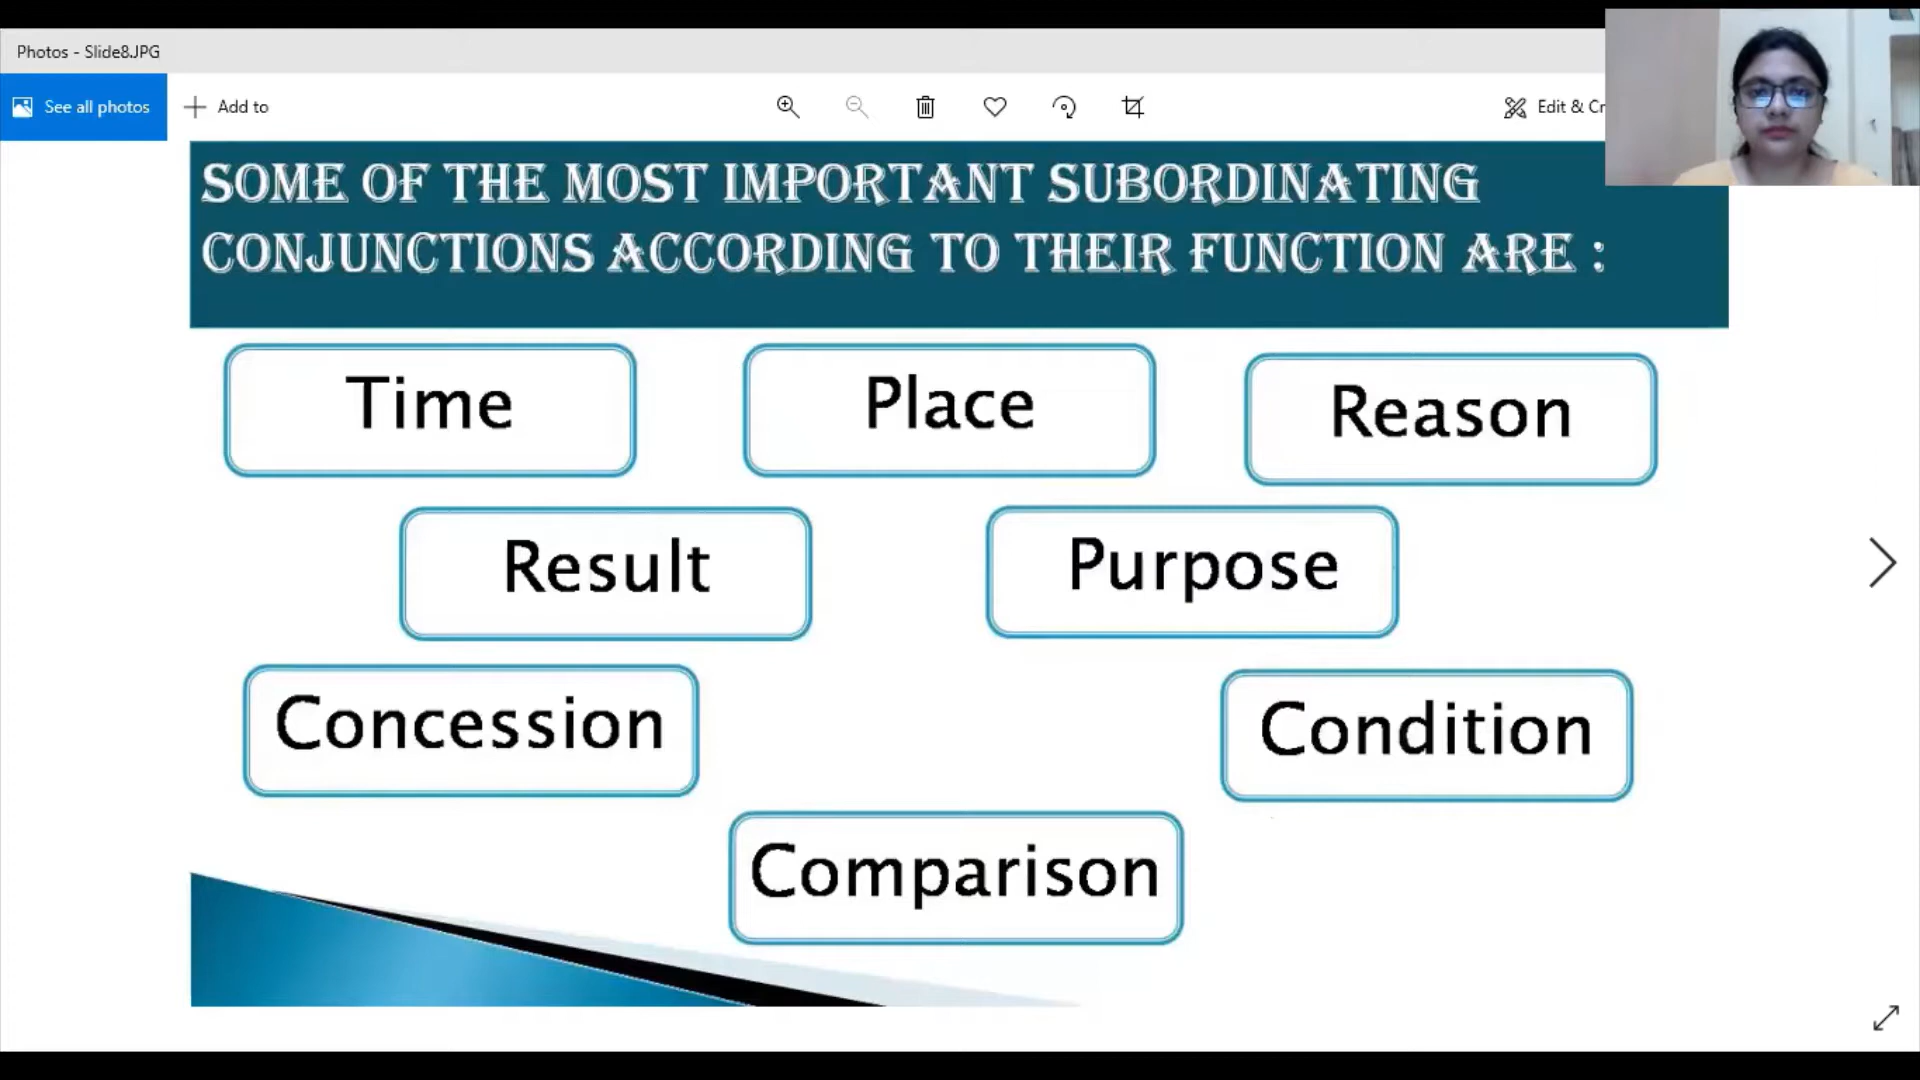 Photos - Slide8.JPG
See all photos
Add to
Edit & Cr
SOME OF THE MOST IMPORTANT SUBORDINATING
CONJUNCTIONS ACCORDING TO THEIR FUNCTION ARE :
Time
Place
Reason
Result
Purpose
Concession
Condition
Comparison